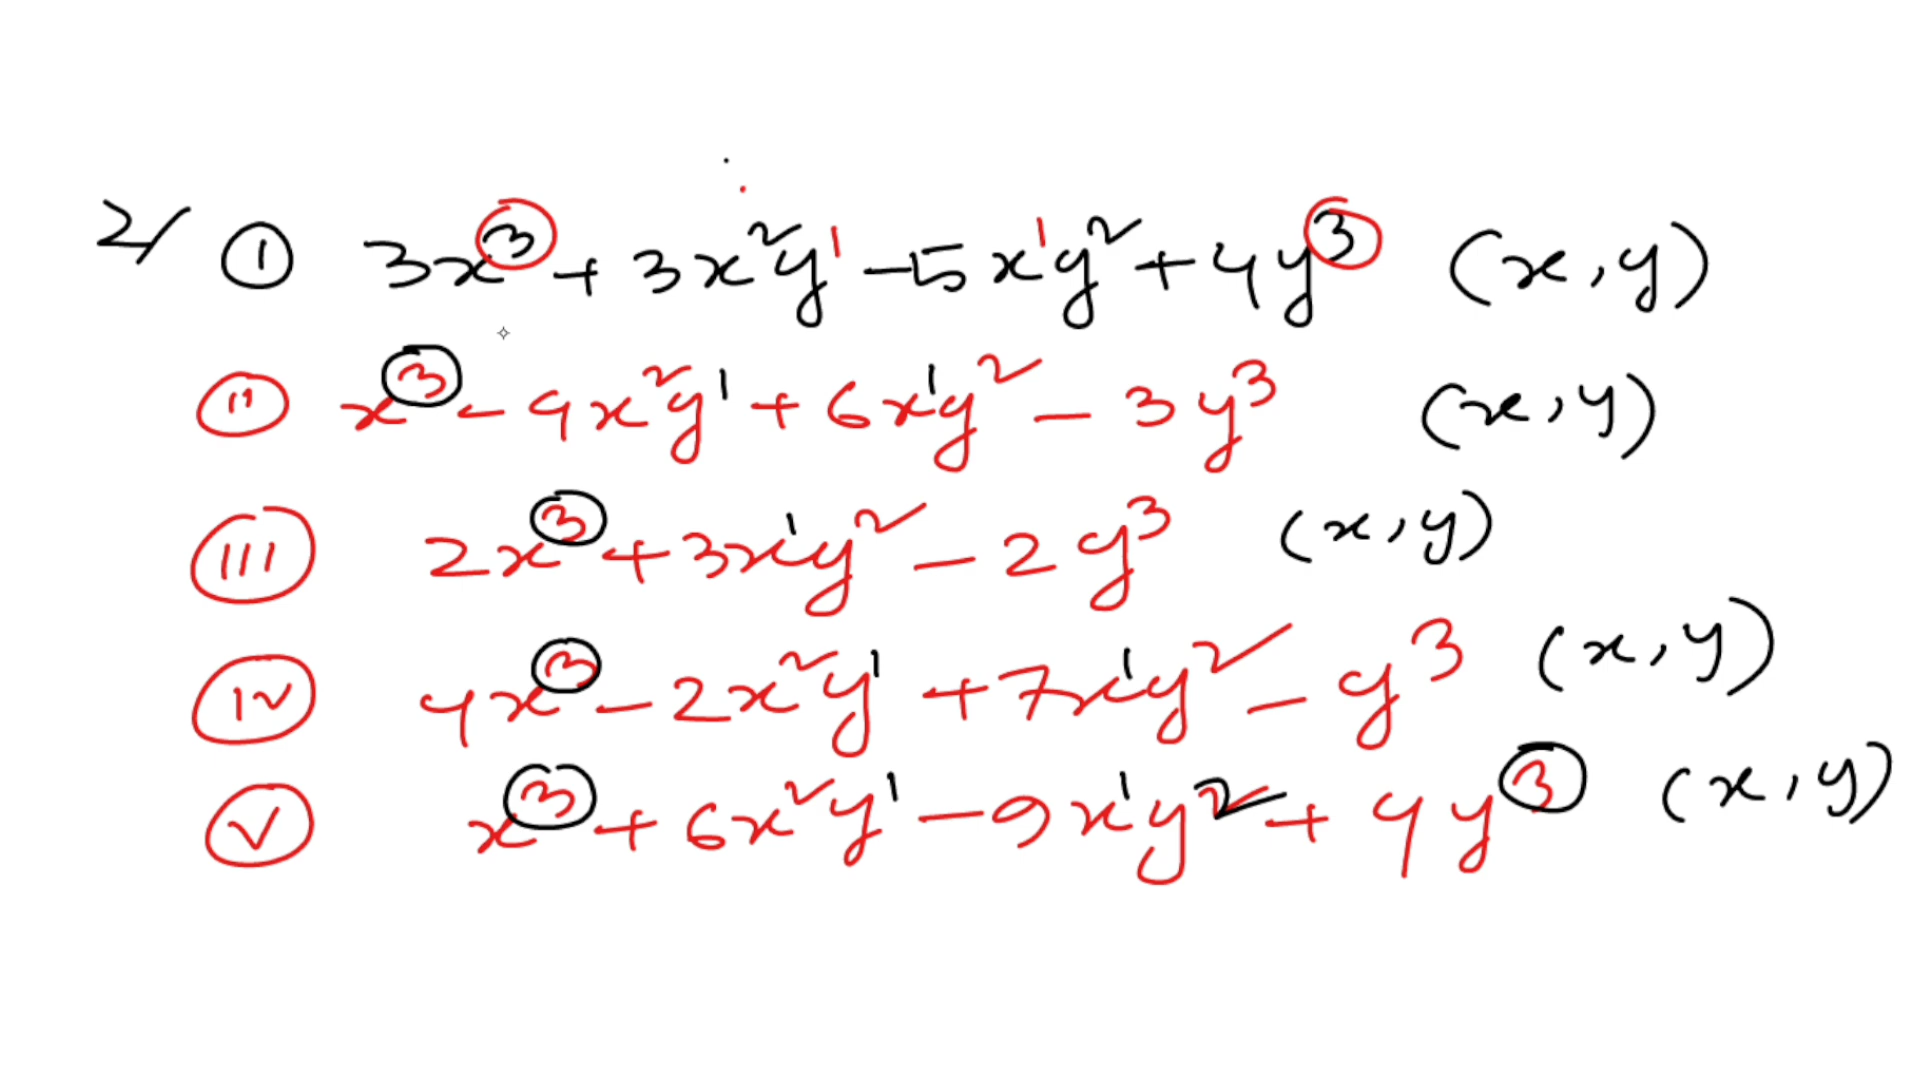 2/ ① 3x³ + 3x²y¹ - 5x¹y² + 4y³ (x, y)
ⅱ x³ - 4x²y¹ + 6x¹y² - 3y³ (x, y)
ⅲ 2x³ + 3x¹y² - 2y³ (x, y)
ⅳ 4x³ - 2x²y¹ + 7x¹y² - y³ (x, y)
ⅴ x³ + 6x²y¹ - 9x¹y² + 4y³ (x, y)